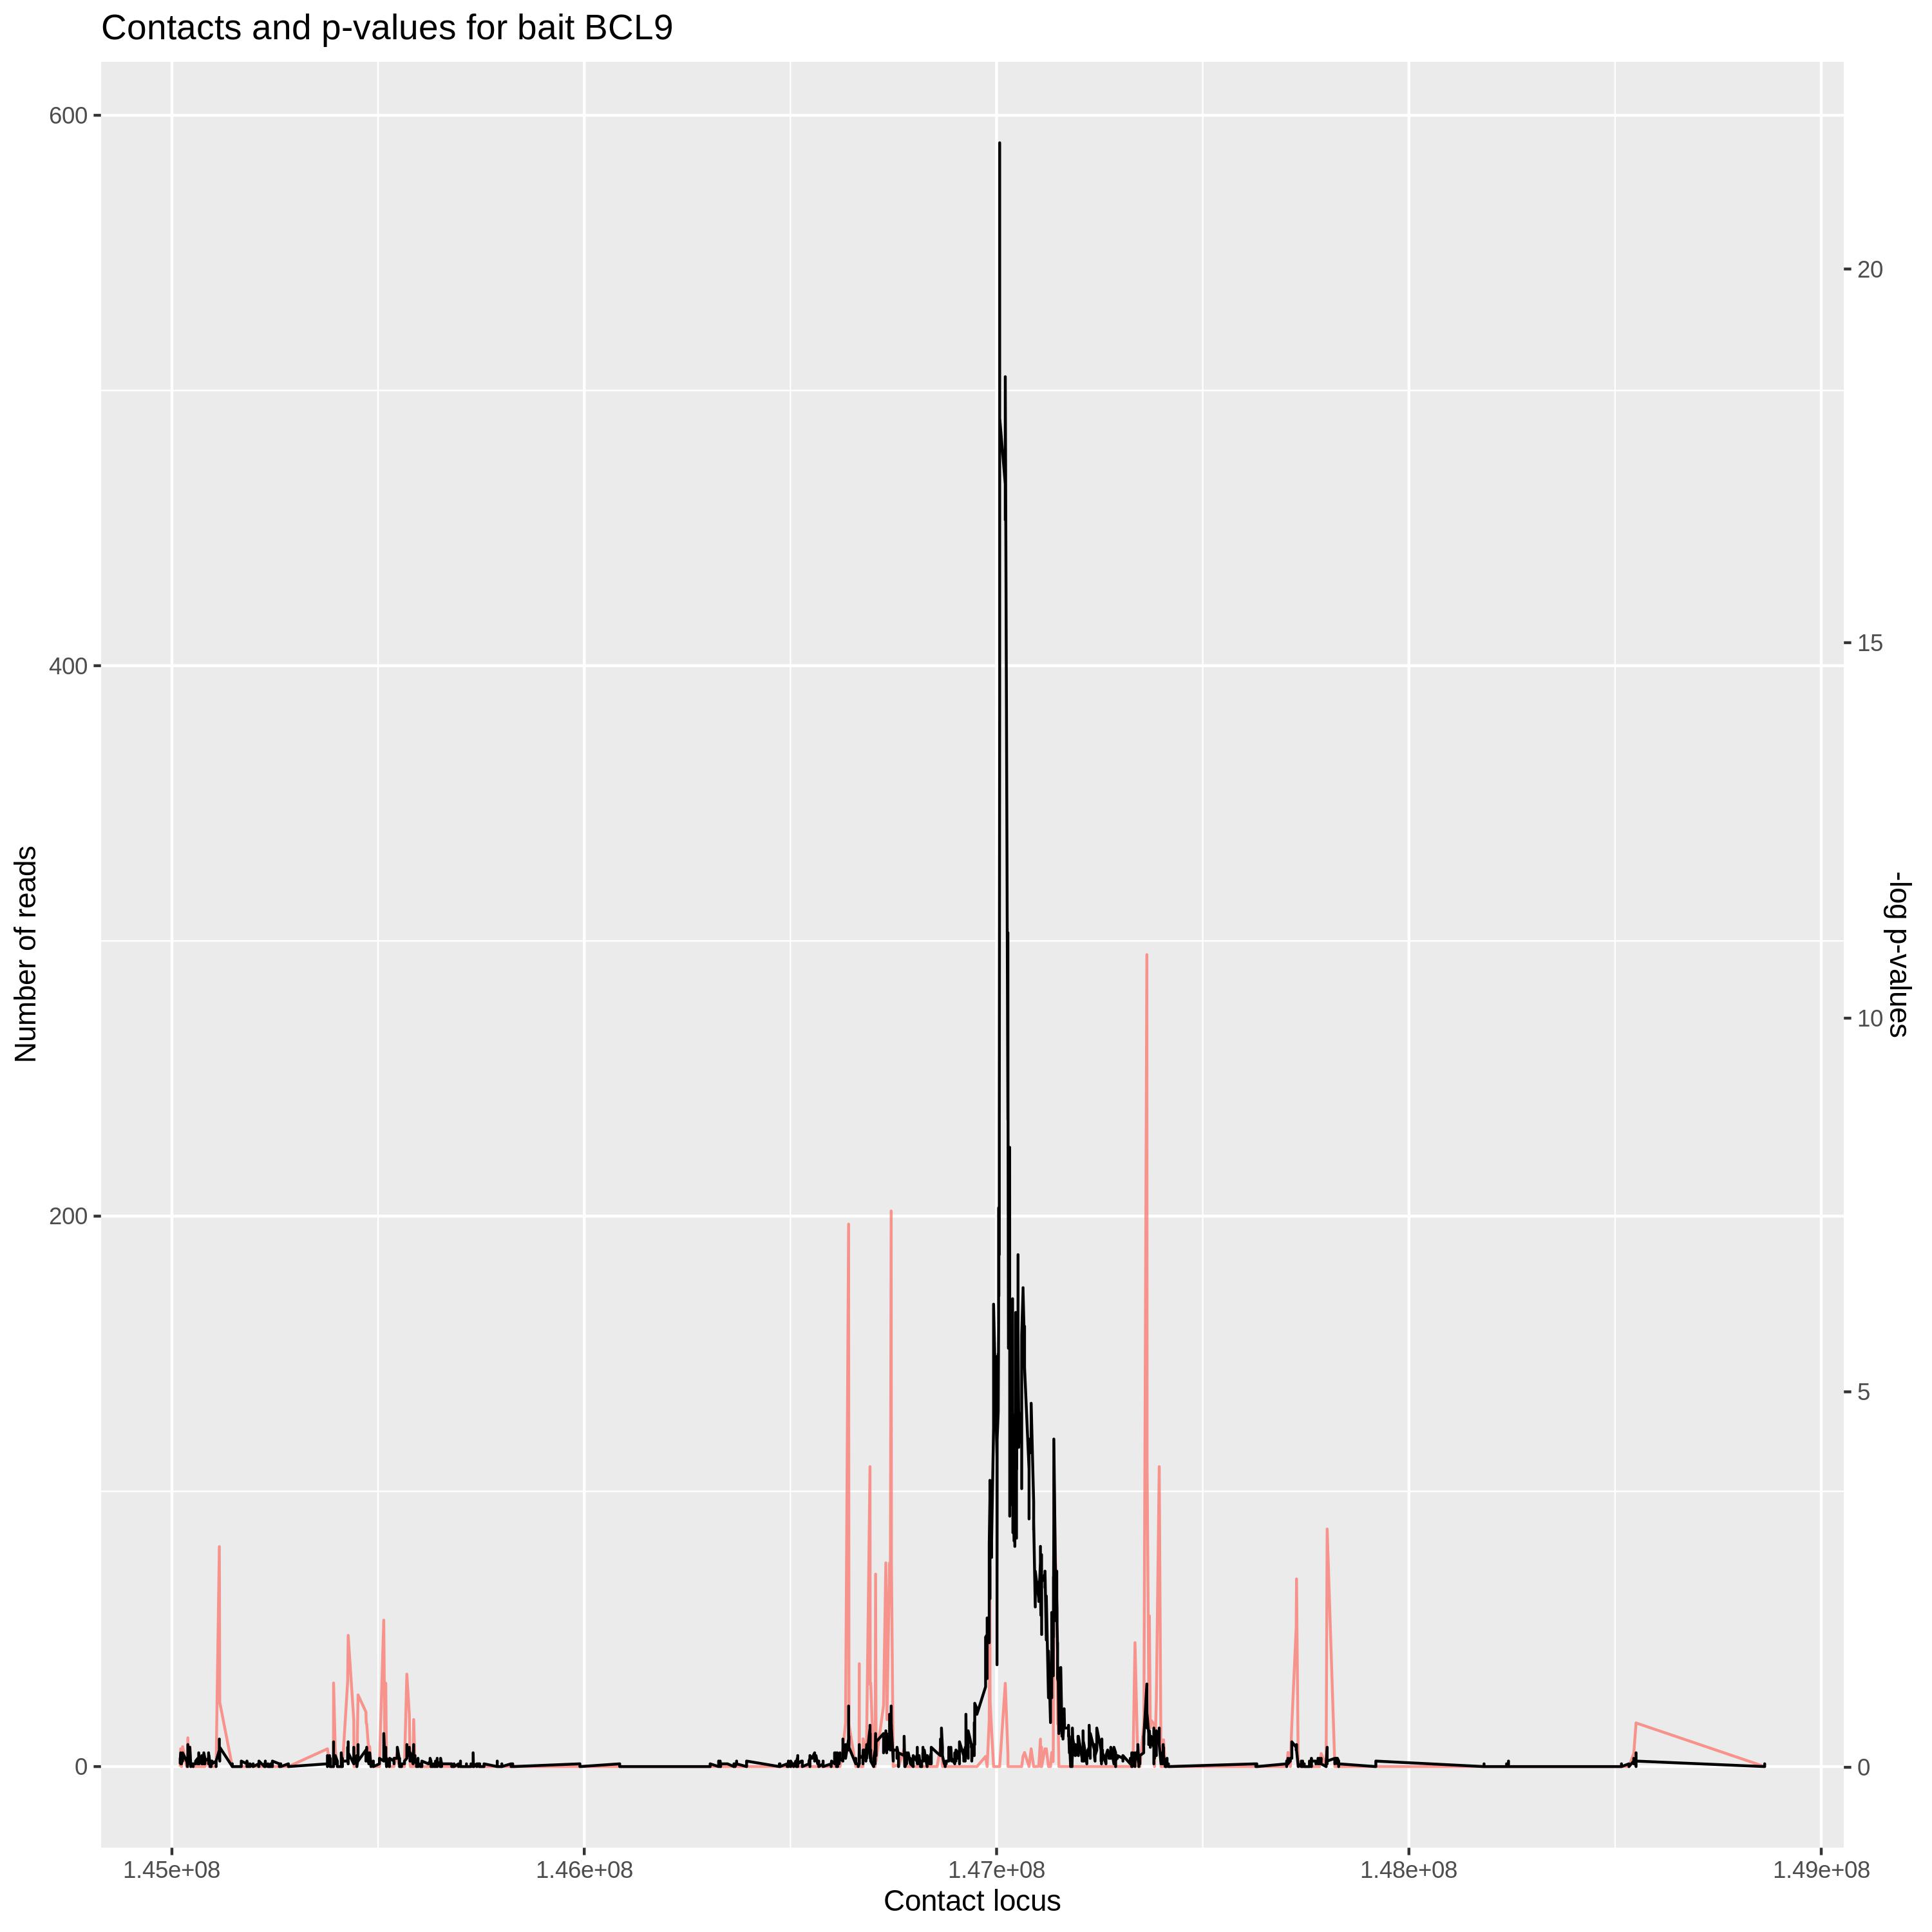 Contacts and p-values for bait BCL9
600
400
200
0
Number of reads
20
15
10
5
0
-log p-values
1.45e+08
1.46e+08
1.47e+08
1.48e+08
1.49e+08
Contact locus